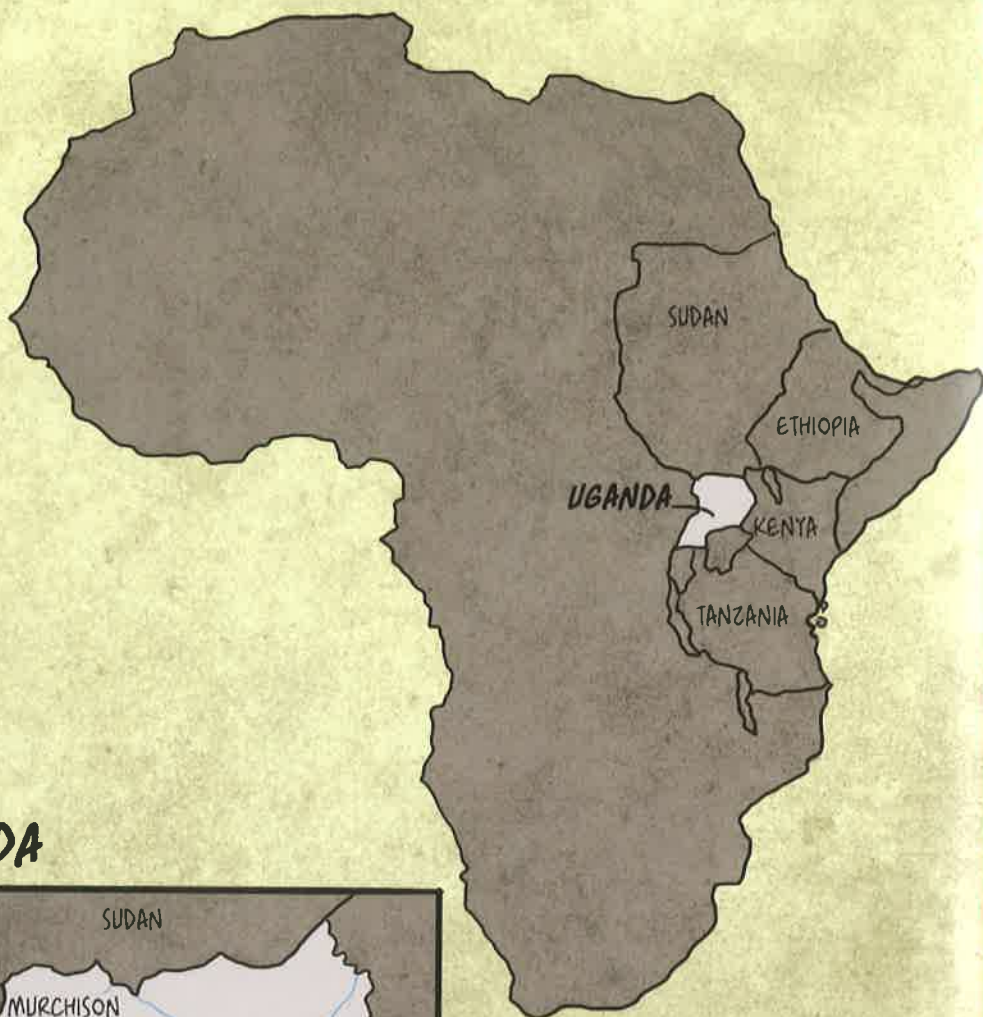 SUDAN
ETHIOPIA
UGANDA
KENYA
TANZANIA
DA
SUDAN
MURCHISON